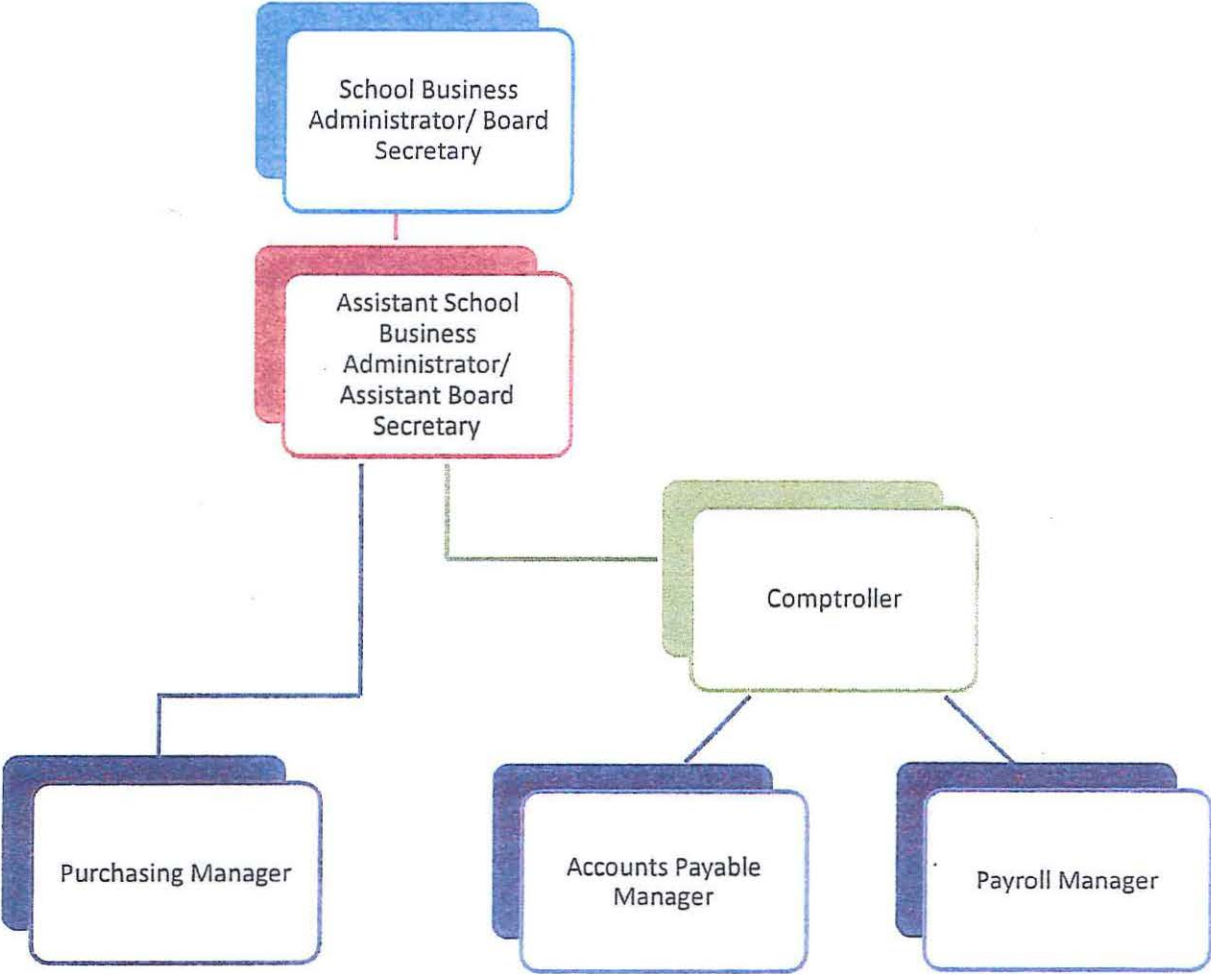 School Business
Administrator/ Board
Secretary
Assistant School
Business
Administrator/
Assistant Board
Secretary
Comptroller
Purchasing Manager
Accounts Payable
Manager
Payroll Manager